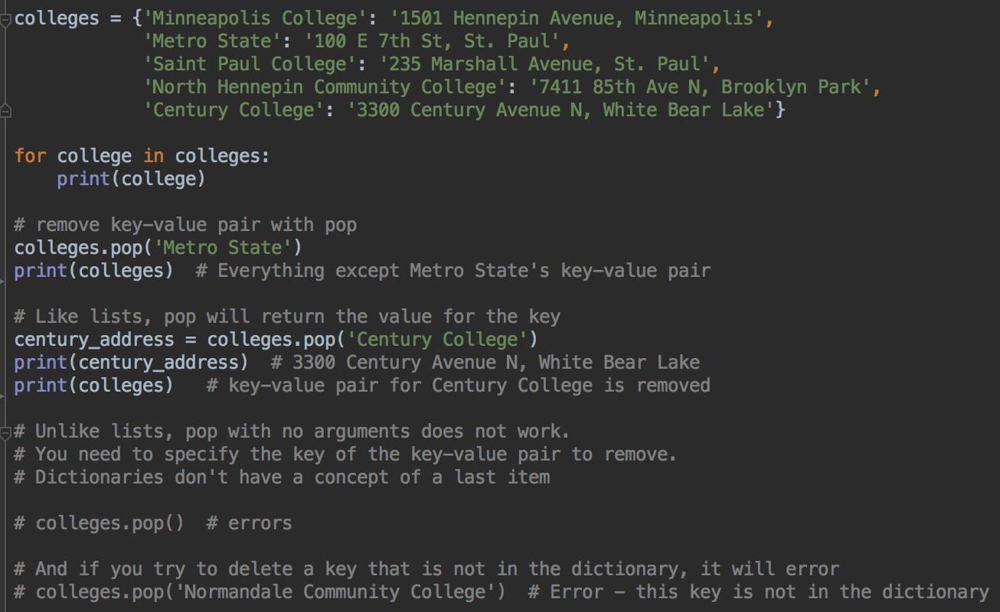 colleges = {'Minneapolis College': '1501 Hennepin Avenue, Minneapolis',
            'Metro State': '100 E 7th St, St. Paul',
            'Saint Paul College': '235 Marshall Avenue, St. Paul',
            'North Hennepin Community College': '7411 85th Ave N, Brooklyn Park',
            'Century College': '3300 Century Avenue N, White Bear Lake'}

for college in colleges:
    print(college)

# remove key-value pair with pop
colleges.pop('Metro State')
print(colleges)  # Everything except Metro State's key-value pair

# Like lists, pop will return the value for the key
century_address = colleges.pop('Century College')
print(century_address)  # 3300 Century Avenue N, White Bear Lake
print(colleges)   # key-value pair for Century College is removed

# Unlike lists, pop with no arguments does not work.
# You need to specify the key of the key-value pair to remove.
# Dictionaries don't have a concept of a last item

# colleges.pop()  # errors

# And if you try to delete a key that is not in the dictionary, it will error
# colleges.pop('Normandale Community College')  # Error - this key is not in the dictionary